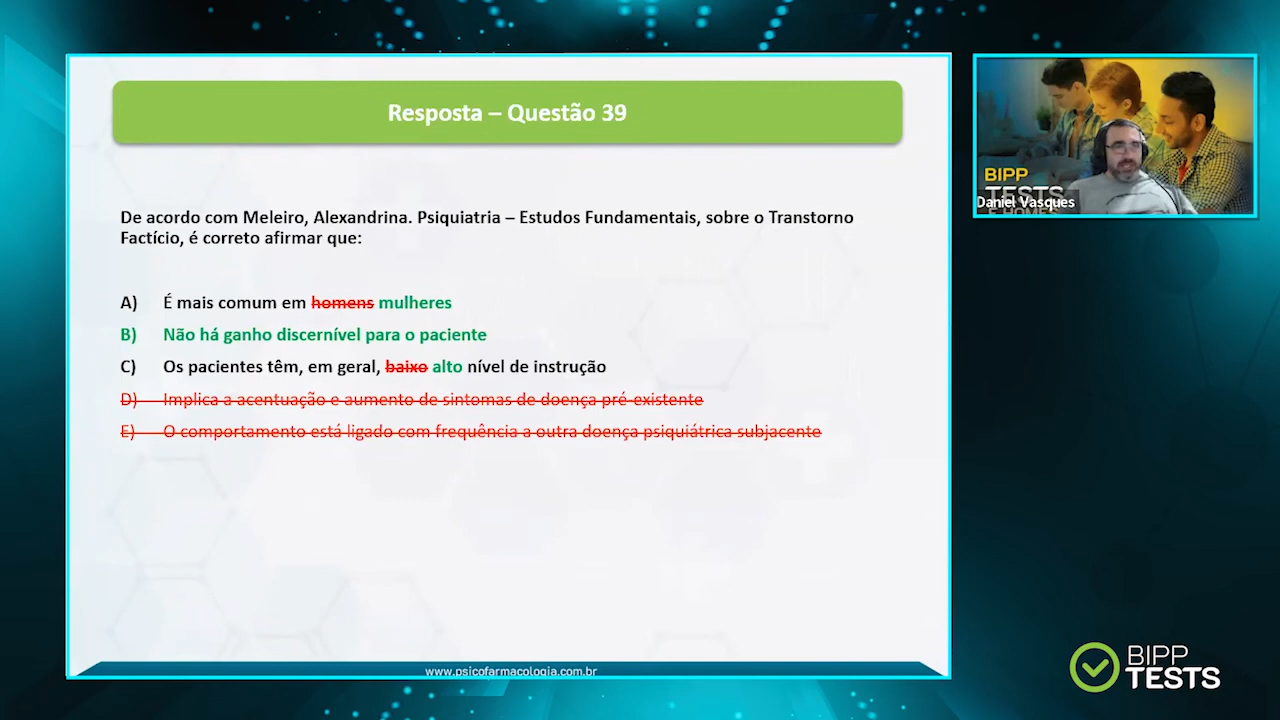 Resposta – Questão 39
De acordo com Meleiro, Alexandrina. Psiquiatria – Estudos Fundamentais, sobre o Transtorno
Factício, é correto afirmar que:
A) É mais comum em homens mulheres
B) Não há ganho discernível para o paciente
C) Os pacientes têm, em geral, baixo alto nível de instrução
D) Implica a acentuação e aumento de sintomas de doença pré-existente
E) O comportamento está ligado com frequência a outra doença psiquiátrica subjacente
www.psicofarmacologia.com.br
BIPP
TESTS
Daniel Vasques
BIPP
TESTS